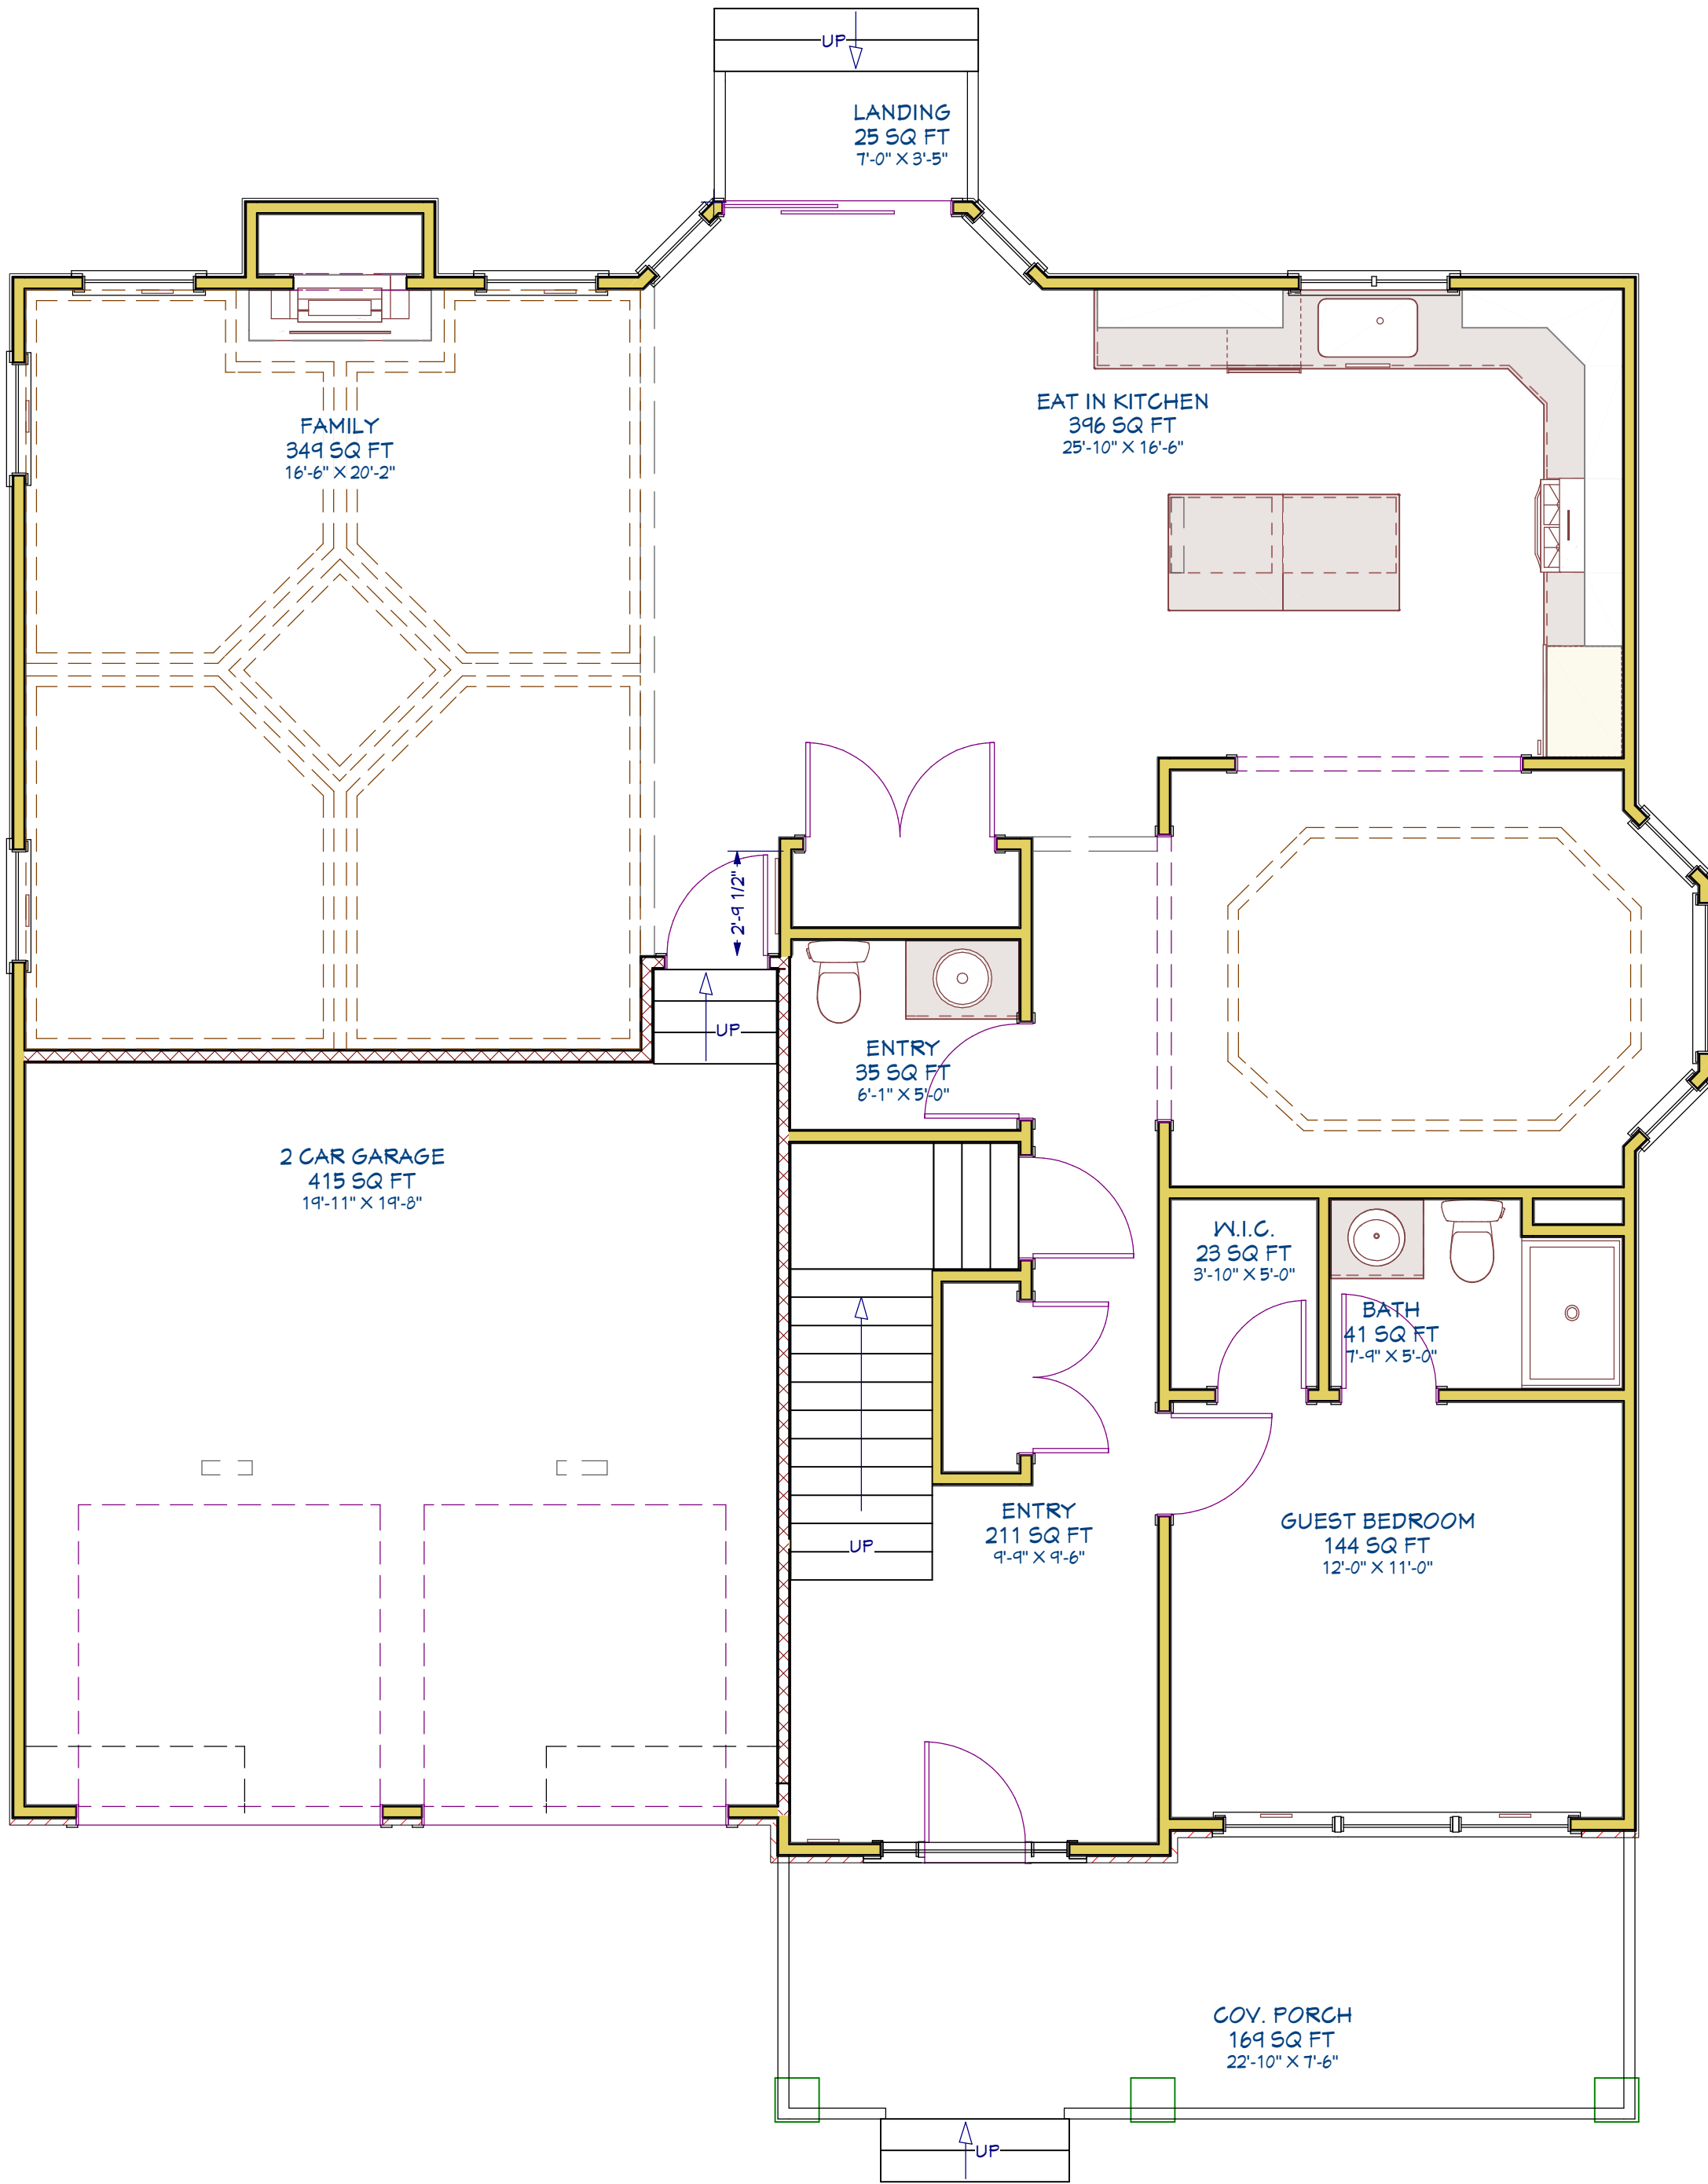 UP
LANDING
25 SQ FT
7'-0" X 3'-5"
EAT IN KITCHEN
396 SQ FT
25'-10" X 16'-6"
FAMILY
349 SQ FT
16'-6" X 20'-2"
2'-9 1/2"
UP
ENTRY
35 SQ FT
6'-1" X 5'-0"
2 CAR GARAGE
415 SQ FT
19'-11" X 19'-8"
W.I.C.
23 SQ FT
3'-10" X 5'-0"
BATH
41 SQ FT
7'-9" X 5'-0"
ENTRY
211 SQ FT
9'-9" X 9'-6"
UP
GUEST BEDROOM
144 SQ FT
12'-0" X 11'-0"
COV. PORCH
169 SQ FT
22'-10" X 7'-6"
UP